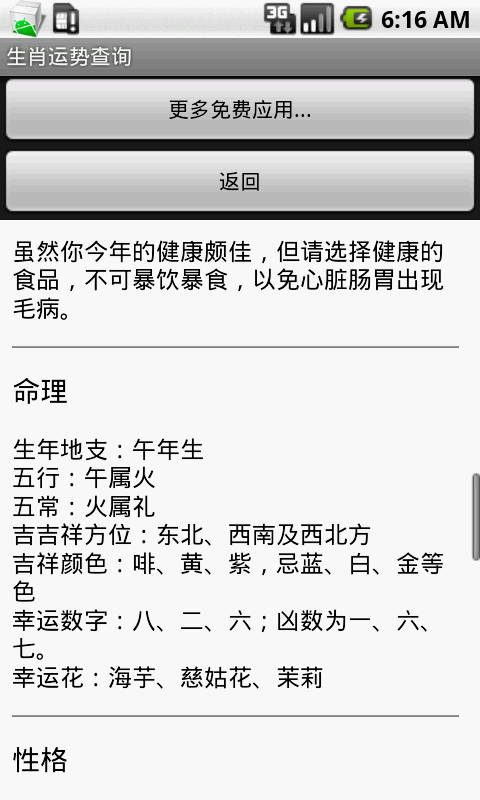 3G
6:16 AM
生肖运势查询
更多免费应用...
返回
虽然你今年的健康颇佳，但请选择健康的
食品，不可暴饮暴食，以免心脏肠胃出现
毛病。
命理
生年地支：午年生
五行：午属火
五常：火属礼
吉吉祥方位：东北、西南及西北方
吉祥颜色：啡、黄、紫，忌蓝、白、金等
色
幸运数字：八、二、六；凶数为一、六、
七。
幸运花：海芋、慈姑花、茉莉
性格